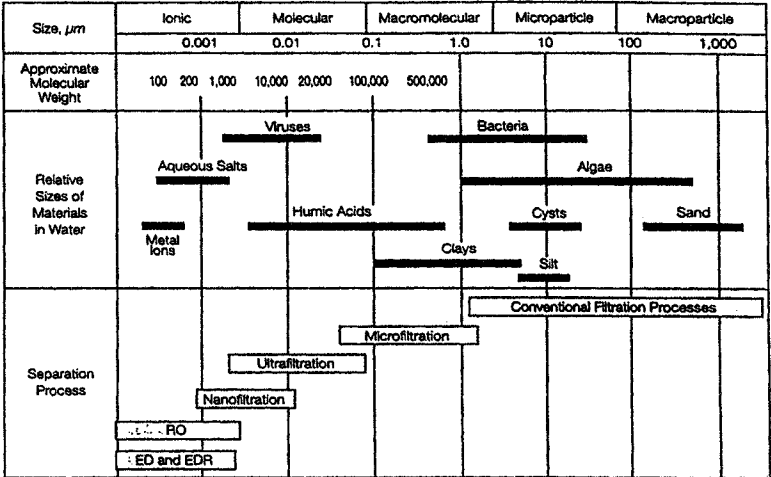 Size, μm
Ionic Molecular Macromolecular Microparticle Macroparticle
0.001 0.01 0.1 1.0 10 100 1,000
Approximate
Molecular
Weight
100 200 1,000 10,000 20,000 100,000 500,000
Relative
Sizes of
Materials
in Water
Viruses Bacteria
Aqueous Salts Algae
Humic Acids Cysts Sand
Metal
Ions
Clays
Silt
Separation
Process
Conventional Filtration Processes
Microfiltration
Ultrafiltration
Nanofiltration
RO
ED and EDR